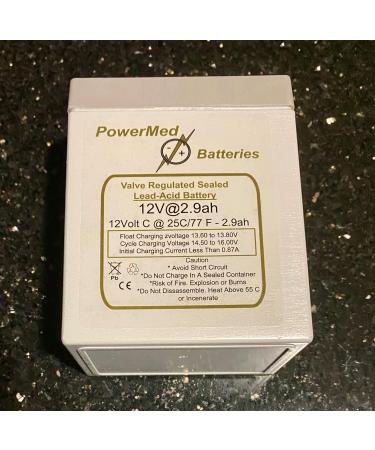 PowerMed
Batteries
Valve Regulated Sealed
Lead-Acid Battery
12V@2.9ah
12Volt C @ 25C/77 F - 2.9ah
Float Charging zvoltage 13.60 to 13.80V
Cycle Charging Voltage 14.50 to 16.00V
Initial Charging Current Less Than 0.87A
Caution
* Avoid Short Circuit
*Do Not Charge In A Sealed Container
*Risk of Fire. Explosion or Burns
*Do Not Disassembled. Heat Above 55 C
or Incenerate
Pb
CE